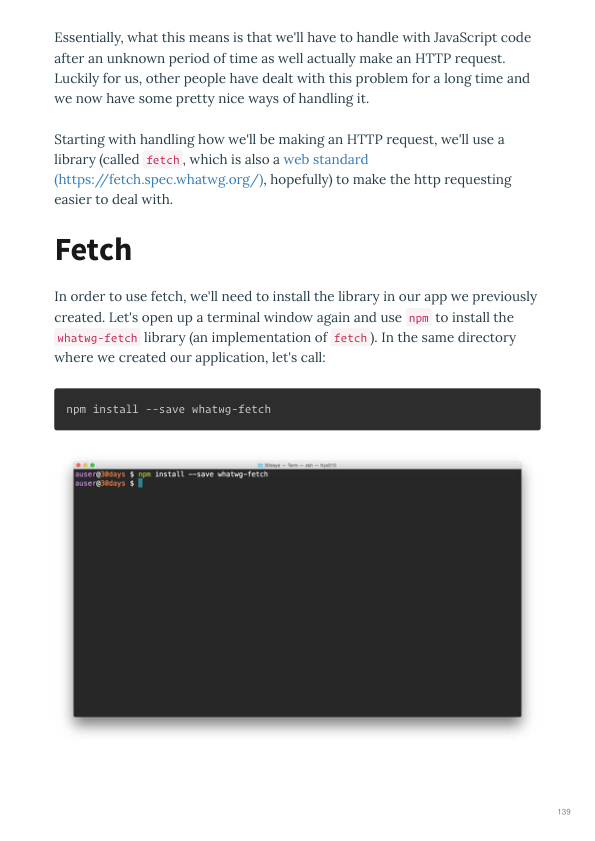 Essentially, what this means is that we'll have to handle with JavaScript code
after an unknown period of time as well actually make an HTTP request.
Luckily for us, other people have dealt with this problem for a long time and
we now have some pretty nice ways of handling it.
Starting with handling how we'll be making an HTTP request, we'll use a
library (called fetch, which is also a web standard
(https://fetch.spec.whatwg.org/), hopefully) to make the http requesting
easier to deal with.
Fetch
In order to use fetch, we'll need to install the library in our app we previously
created. Let's open up a terminal window again and use npm to install the
whatwg-fetch library (an implementation of fetch). In the same directory
where we created our application, let's call:
npm install --save whatwg-fetch
auser@30days $ npm install --save whatwg-fetch
auser@30days $
139